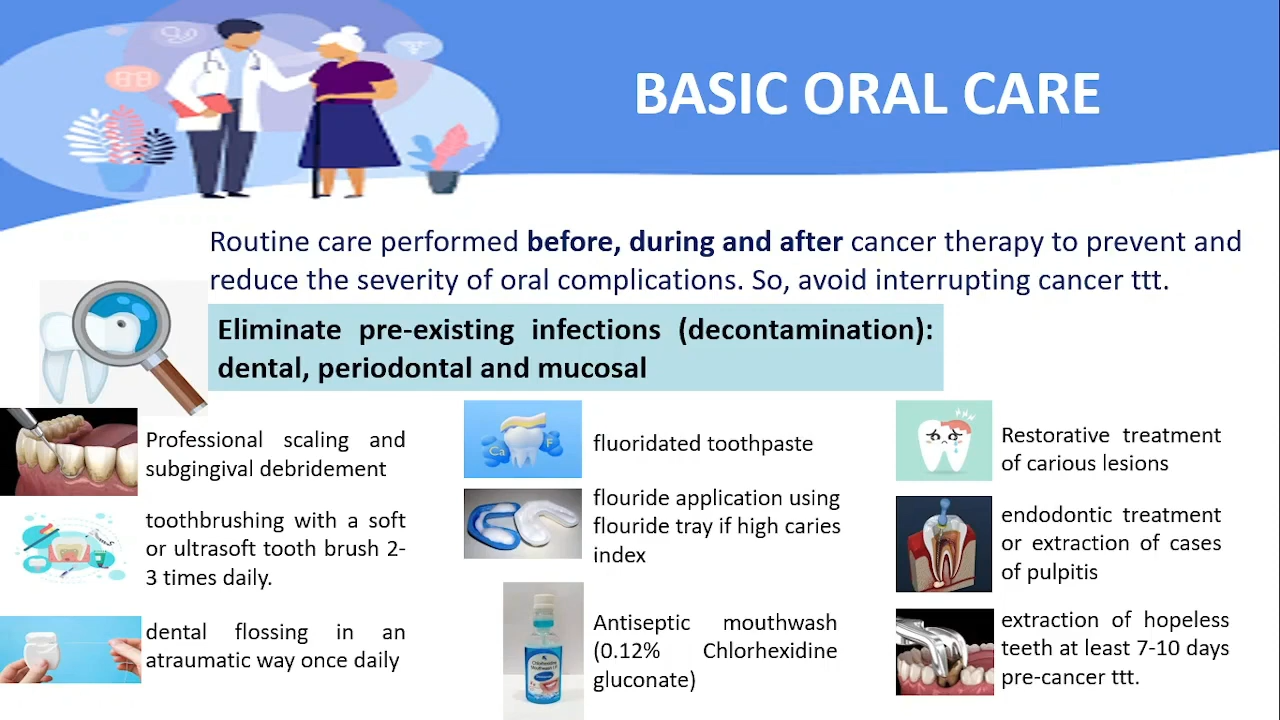 BASIC ORAL CARE
Routine care performed before, during and after cancer therapy to prevent and
reduce the severity of oral complications. So, avoid interrupting cancer ttt.
Eliminate pre-existing infections (decontamination):
dental, periodontal and mucosal
Professional scaling and
subgingival debridement
toothbrushing with a soft
or ultrasoft tooth brush 2-
3 times daily.
dental flossing in an
atraumatic way once daily
Ca
F
fluoridated toothpaste
flouride application using
flouride tray if high caries
index
Chlorhexidine
Antiseptic mouthwash
(0.12% Chlorhexidine
gluconate)
Restorative treatment
of carious lesions
endodontic treatment
or extraction of cases
of pulpitis
extraction of hopeless
teeth at least 7-10 days
pre-cancer ttt.